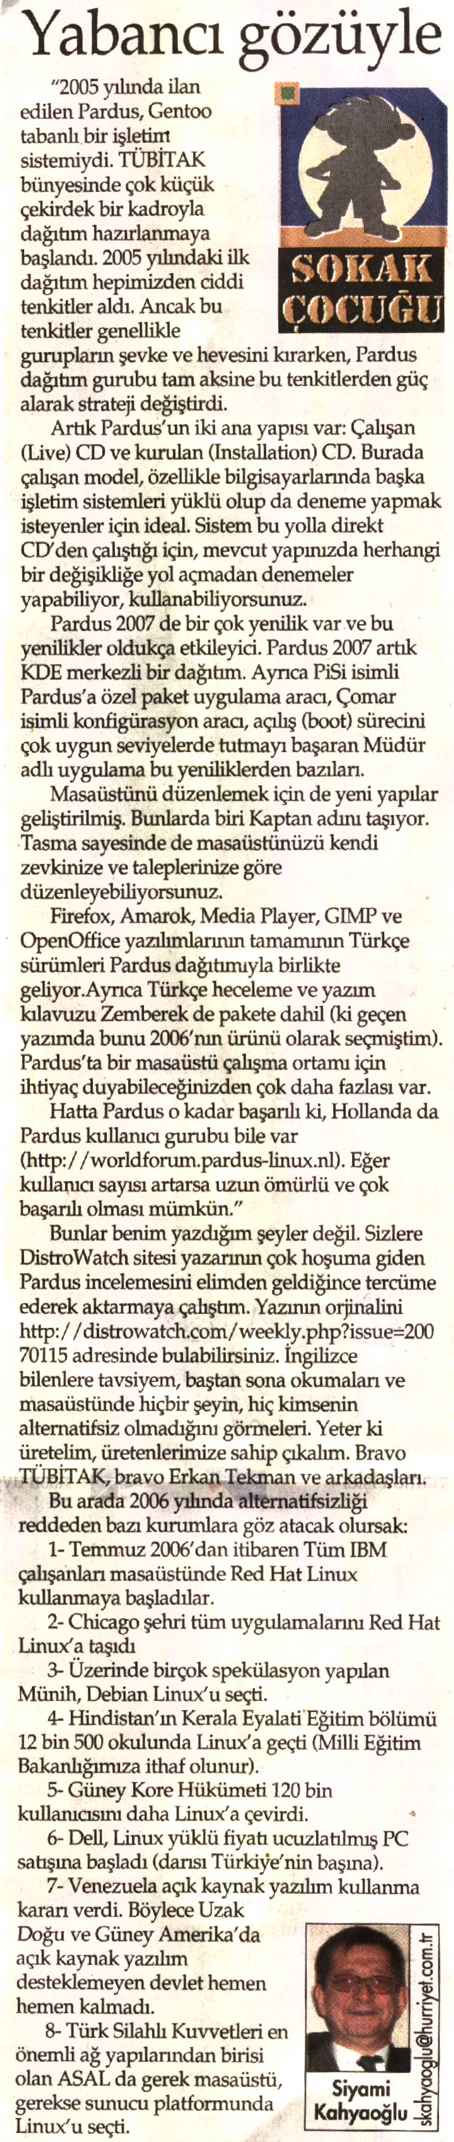 Yabancı gözüyle
“2005 yılında ilan
edilen Pardus, Gentoo
tabanlı bir işletim
sistemiydi. TÜBİTAK
bünyesinde çok küçük
çekirdek bir kadroyla
dağıtım hazırlanmaya
başlandı. 2005 yılındaki ilk
dağıtım hepimizden ciddi
tenkitler aldı. Ancak bu
tenkitler genellikle
gurupların şevke ve hevesini kırarken, Pardus
dağıtım gurubu tam aksine bu tenkitlerden güç
alarak strateji değiştirdi.
SOKAK
ÇOCUĞU
Artık Pardus’un iki ana yapısı var: Çalışan
(Live) CD ve kurulan (Installation) CD. Burada
çalışan model, özellikle bilgisayarlarında başka
işletim sistemleri yüklü olup da deneme yapmak
isteyenler için ideal. Sistem bu yolla direkt
CD’den çalıştığı için, mevcut yapınızda herhangi
bir değişikliğe yol açmadan denemeler
yapabiliyor, kullanabiliyorsunuz.
Pardus 2007 de bir çok yenilik var ve bu
yenilikler oldukça etkileyici. Pardus 2007 artık
KDE merkezli bir dağıtım. Ayrıca PiSi isimli
Pardus’a özel paket uygulama aracı, Çomar
işimli konfigürasyon aracı, açılış (boot) sürecini
çok uygun seviyelerde tutmayı başaran Müdür
adlı uygulama bu yeniliklerden bazıları.
Masaüstünü düzenlemek için de yeni yapılar
geliştirilmiş. Bunlarda biri Kaptan adını taşıyor.
Tasma sayesinde de masaüstünüzü kendi
zevkinize ve taleplerinize göre
düzenleyebiliyorsunuz.
Firefox, Amarok, Media Player, GIMP ve
OpenOffice yazılımlarının tamamının Türkçe
sürümleri Pardus dağıtımıyla birlikte
geliyor.Ayrıca Türkçe heceleme ve yazım
kılavuzu Zemberek de pakete dahil (ki geçen
yazımda bunu 2006’nın ürünü olarak seçmiştim).
Pardus’ta bir masaüstü çalışma ortamı için
ihtiyaç duyabileceğinizden çok daha fazlası var.
Hatta Pardus o kadar başarılı ki, Hollanda da
Pardus kullanıcı gurubu bile var
(http://worldforum.pardus-linux.nl). Eğer
kullanıcı sayısı artarsa uzun ömürlü ve çok
başarılı olması mümkün.”
Bunlar benim yazdığım şeyler değil. Sizlere
DistroWatch sitesi yazarının çok hoşuma giden
Pardus incelemesini elimden geldiğince tercüme
ederek aktarmaya çalıştım. Yazının orjinalini
http://distrowatch.com/weekly.php?issue=200
70115 adresinde bulabilirsiniz. İngilizce
bilenlere tavsiyem, baştan sona okumaları ve
masaüstünde hiçbir şeyin, hiç kimsenin
alternatifsiz olmadığını görmeleri. Yeter ki
üretelim, üretenlerimize sahip çıkalım. Bravo
TÜBİTAK, bravo Erkan Tekman ve arkadaşları.
Bu arada 2006 yılında alternatifsizliği
reddeden bazı kurumlara göz atacak olursak:
1- Temmuz 2006’dan itibaren Tüm IBM
çalışanları masaüstünde Red Hat Linux
kullanmaya başladılar.
2- Chicago şehri tüm uygulamalarını Red Hat
Linux’a taşıdı
3- Üzerinde birçok spekülasyon yapılan
Münih, Debian Linux’u seçti.
4- Hindistan’ın Kerala Eyalati Eğitim bölümü
12 bin 500 okulunda Linux’a geçti (Milli Eğitim
Bakanlığımıza ithaf olunur).
5- Güney Kore Hükümeti 120 bin
kullanıcısını daha Linux’a çevirdi.
6- Dell, Linux yüklü fiyatı ucuzlatılmış PC
satışına başladı (darısı Türkiye’nin başına).
7- Venezuela açık kaynak yazılım kullanma
kararı verdi. Böylece Uzak
Doğu ve Güney Amerika’da
açık kaynak yazılım
desteklemeyen devlet hemen
hemen kalmadı.
8- Türk Silahlı Kuvvetleri en
önemli ağ yapılarından birisi
olan ASAL da gerek masaüstü,
gerekse sunucu platformunda
Linux’u seçti.
Siyami
Kahyaoğlu
skahyaoglu@hurriyet.com.tr